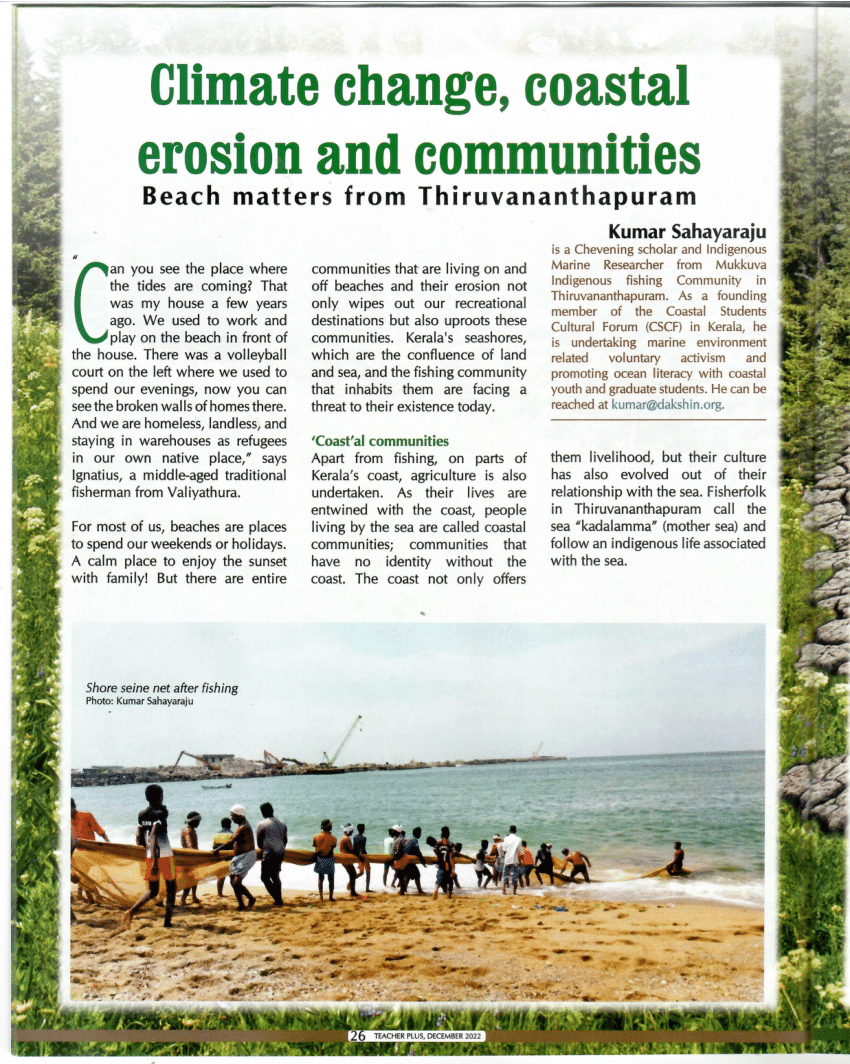 Climate change, coastal
erosion and communities
Beach matters from Thiruvananthapuram
Kumar Sahayaraju
is a Chevening scholar and Indigenous
Marine Researcher from Mukkuva
Indigenous fishing Community in
Thiruvananthapuram. As a founding
member of the Coastal Students
Cultural Forum (CSCF) in Kerala, he
is undertaking marine environment
related voluntary activism and
promoting ocean literacy with coastal
youth and graduate students. He can be
reached at kumar@dakshin.org.
"Can you see the place where
the tides are coming? That
was my house a few years
ago. We used to work and
play on the beach in front of
the house. There was a volleyball
court on the left where we used to
spend our evenings, now you can
see the broken walls of homes there.
And we are homeless, landless, and
staying in warehouses as refugees
in our own native place," says
Ignatius, a middle-aged traditional
fisherman from Valiyathura.
For most of us, beaches are places
to spend our weekends or holidays.
A calm place to enjoy the sunset
with family! But there are entire
communities that are living on and
off beaches and their erosion not
only wipes out our recreational
destinations but also uproots these
communities. Kerala's seashores,
which are the confluence of land
and sea, and the fishing community
that inhabits them are facing a
threat to their existence today.
'Coast'al communities
Apart from fishing, on parts of
Kerala's coast, agriculture is also
undertaken. As their lives are
entwined with the coast, people
living by the sea are called coastal
communities; communities that
have no identity without the
coast. The coast not only offers
them livelihood, but their culture
has also evolved out of their
relationship with the sea. Fisherfolk
in Thiruvananthapuram call the
sea "kadalamma" (mother sea) and
follow an indigenous life associated
with the sea.
Shore seine net after fishing
Photo: Kumar Sahayaraju
26 TEACHER PLUS, DECEMBER 2022